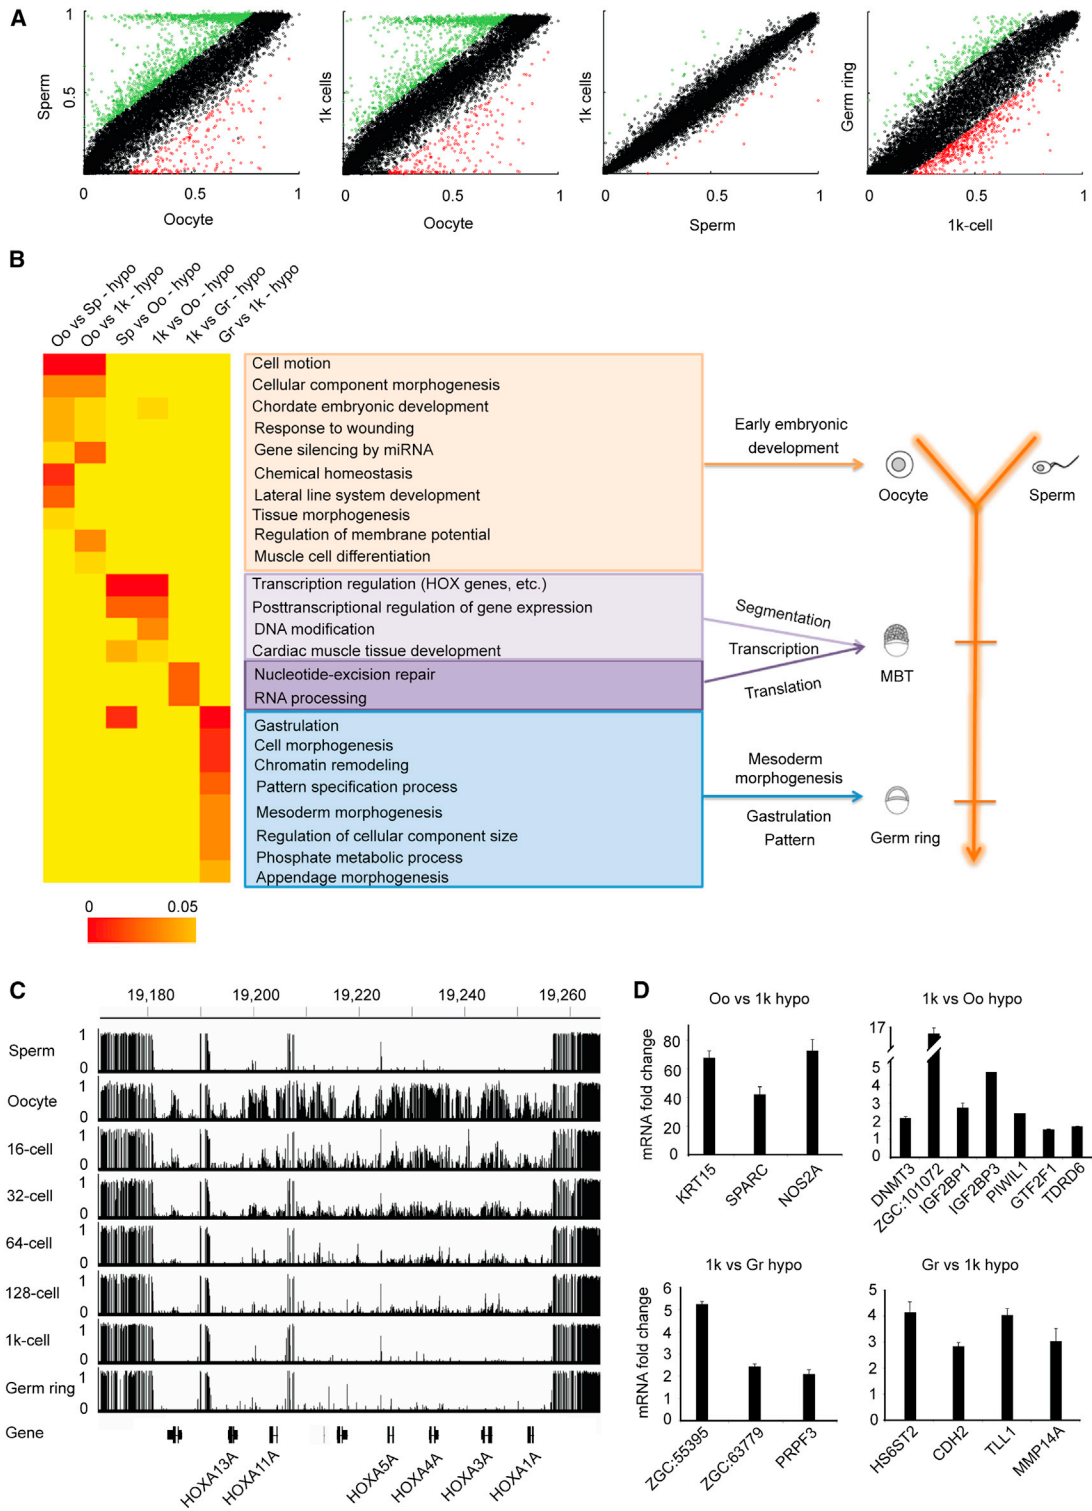 A
Sperm
0.5
1
0
0.5
1
Oocyte
1k cells
0
0.5
1
Oocyte
1k cells
0
0.5
1
Sperm
Germ ring
0
0.5
1
1k-cell
B
Oo vs Sp - hypo
Oo vs 1k - hypo
Sp vs Oo - hypo
1k vs Oo - hypo
1k vs Gr - hypo
Gr vs 1k - hypo
Cell motion
Cellular component morphogenesis
Chordate embryonic development
Response to wounding
Gene silencing by miRNA
Chemical homeostasis
Lateral line system development
Tissue morphogenesis
Regulation of membrane potential
Muscle cell differentiation
Transcription regulation (HOX genes, etc.)
Posttranscriptional regulation of gene expression
DNA modification
Cardiac muscle tissue development
Nucleotide-excision repair
RNA processing
Gastrulation
Cell morphogenesis
Chromatin remodeling
Pattern specification process
Mesoderm morphogenesis
Regulation of cellular component size
Phosphate metabolic process
Appendage morphogenesis
Early embryonic
development
Segmentation
Transcription
Translation
Mesoderm
morphogenesis
Gastrulation
Pattern
Oocyte
Sperm
MBT
Germ ring
0 0.05
C
19,180 19,200 19,220 19,240 19,260
Sperm 1 0
Oocyte 1 0
16-cell 1 0
32-cell 1 0
64-cell 1 0
128-cell 1 0
1k-cell 1 0
Germ ring 1 0
Gene
HOXA13A
HOXA11A
HOXA5A
HOXA4A
HOXA3A
HOXA1A
D
Oo vs 1k hypo
mRNA fold change
80
60
40
20
0
KRT15
SPARC
NOS2A
1k vs Oo hypo
17
5
4
3
2
1
0
DNMT3
ZGC:101072
IGF2BP1
IGF2BP3
PIWIL1
GTF2F1
TDRD6
1k vs Gr hypo
mRNA fold change
6
5
4
3
2
1
0
ZGC:55395
ZGC:63779
PRPF3
Gr vs 1k hypo
5
4
3
2
1
0
HS6ST2
CDH2
TLL1
MMP14A